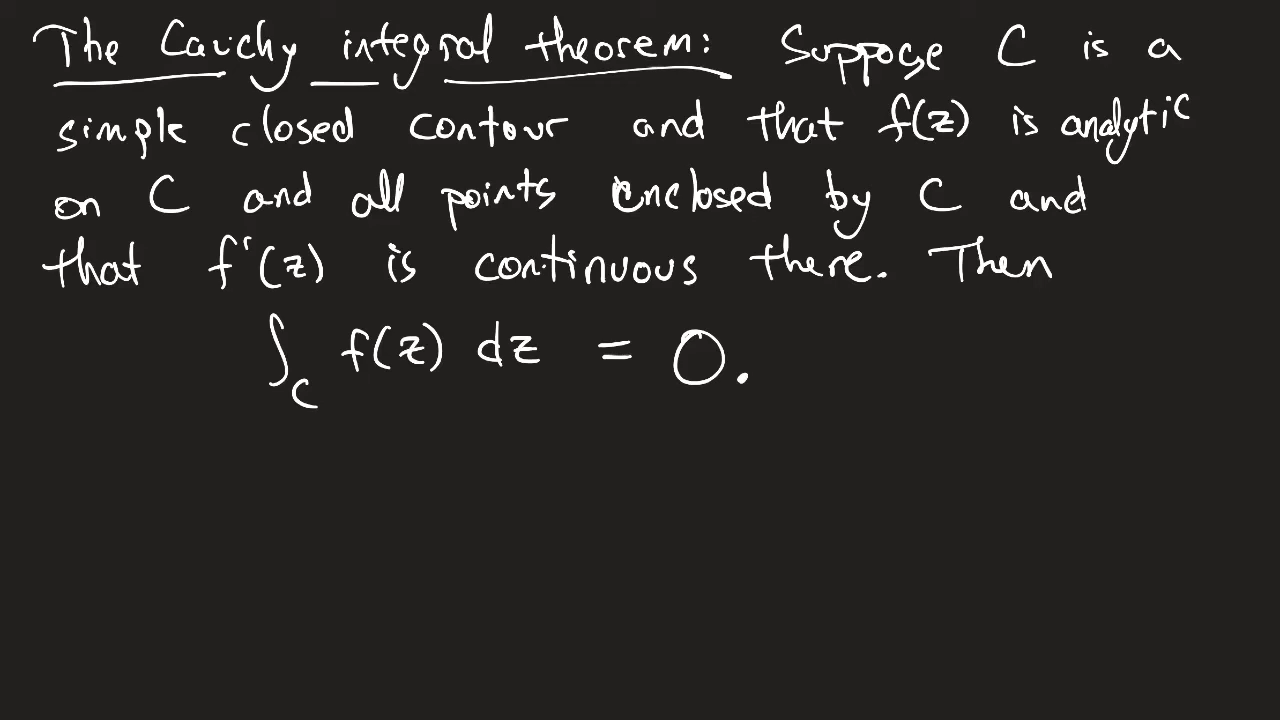 The Cauchy integral theorem: Suppose C is a
simple closed contour and that f(z) is analytic
on C and all points enclosed by C and
that f'(z) is continuous there. Then
∫_C f(z) dz = 0.